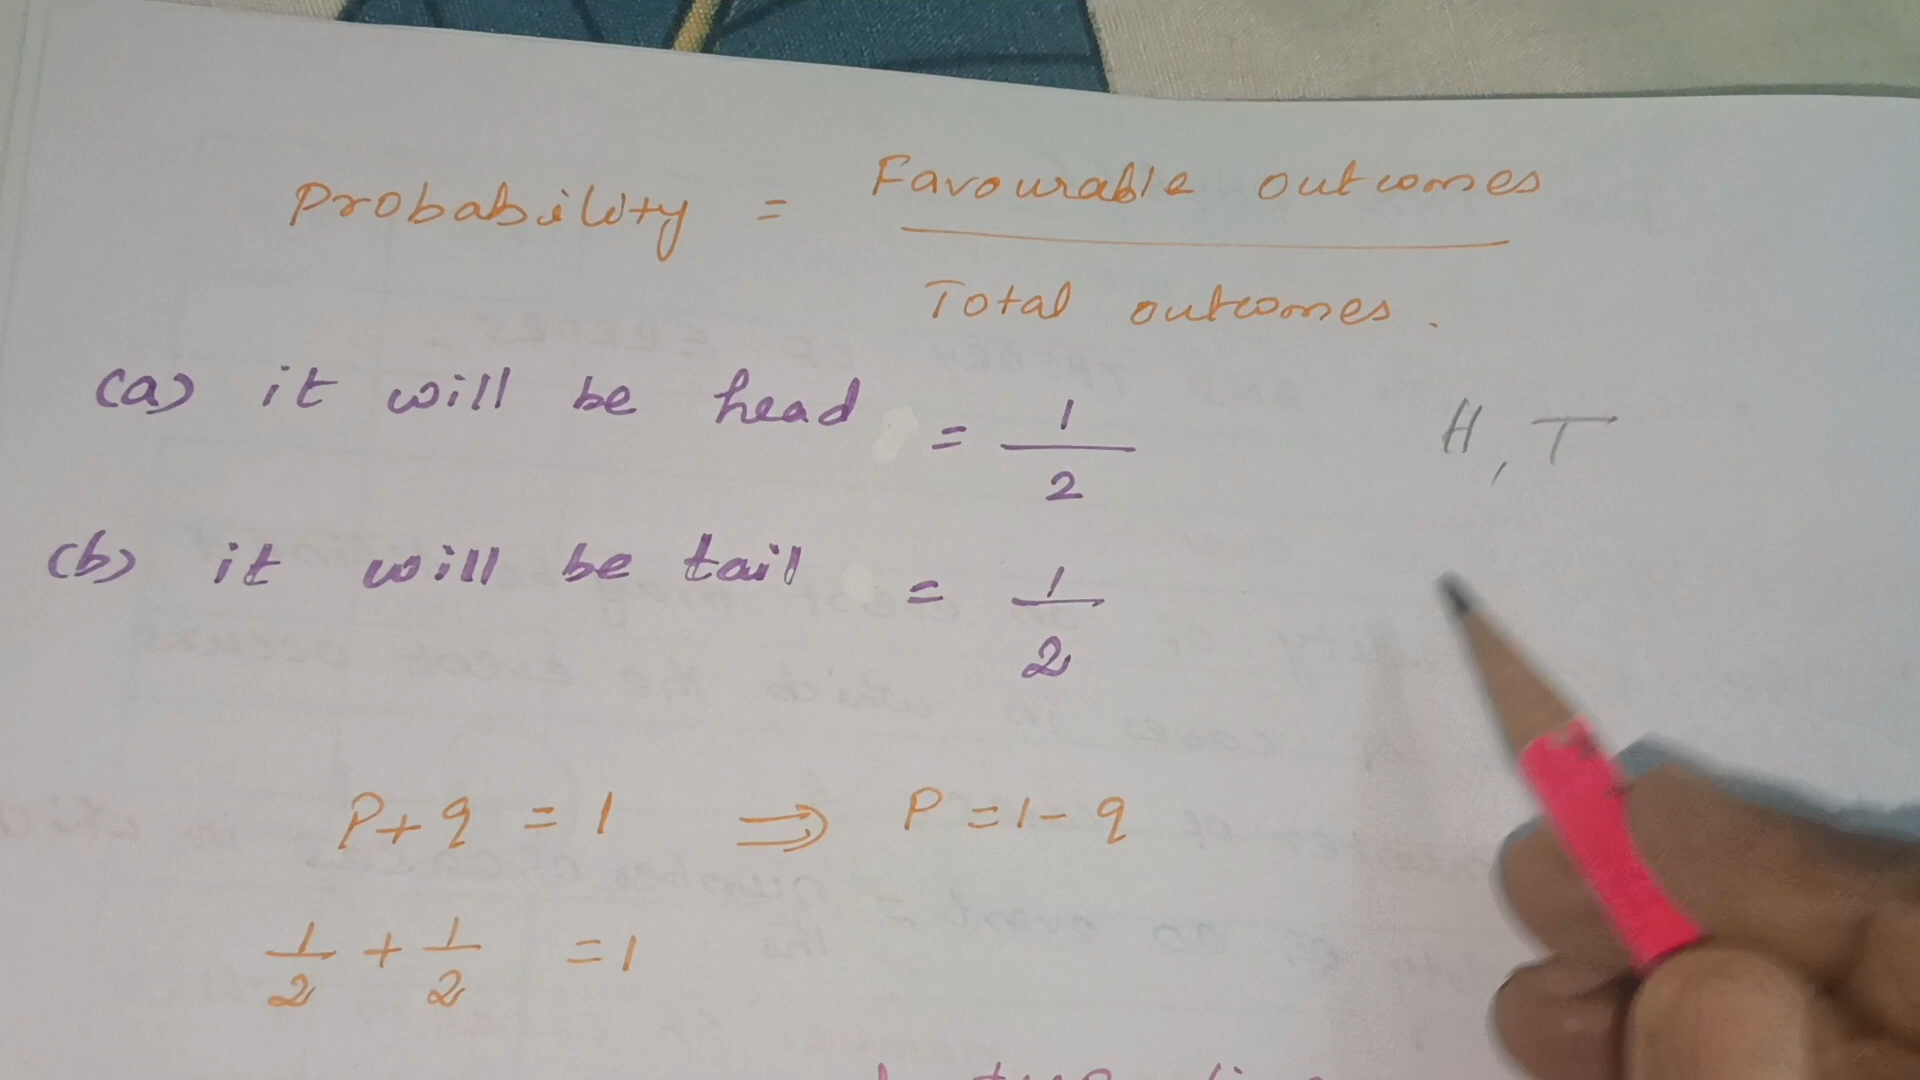 Probability = Favourable outcomes / Total outcomes.
(a) it will be head = 1/2
H, T
(b) it will be tail = 1/2
P+q = 1 ⇒ P = 1-q
1/2 + 1/2 = 1